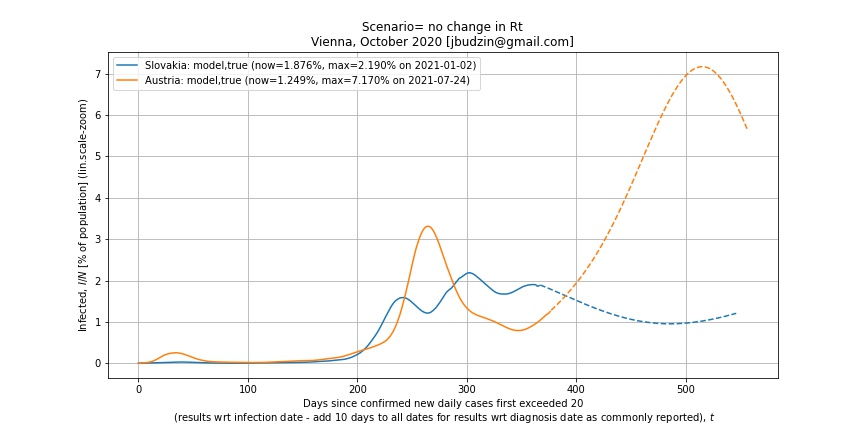 Scenario= no change in Rt
Vienna, October 2020 [jbudzin@gmail.com]
Slovakia: model,true (now=1.876%, max=2.190% on 2021-01-02)
Austria: model,true (now=1.249%, max=7.170% on 2021-07-24)
Infected, I/N [% of population] (lin.scale-zoom)
7
6
5
4
3
2
1
0
0 100 200 300 400 500
Days since confirmed new daily cases first exceeded 20
(results wrt infection date - add 10 days to all dates for results wrt diagnosis date as commonly reported), t